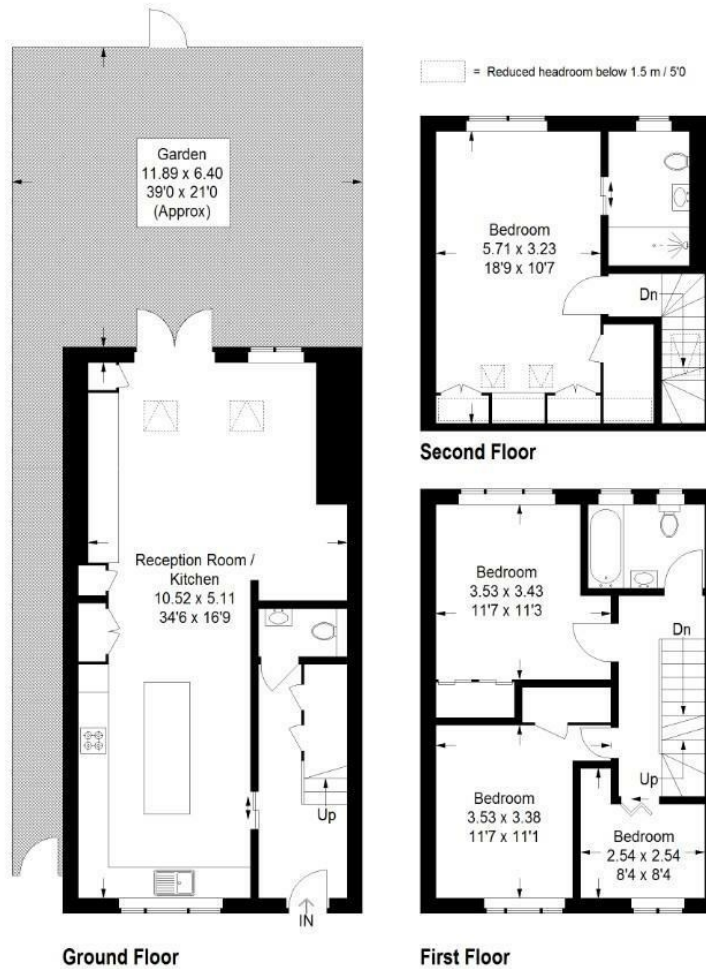 Garden
11.89 x 6.40
39'0 x 21'0
(Approx)
Reception Room /
Kitchen
10.52 x 5.11
34'6 x 16'9
Up
IN
Ground Floor
= Reduced headroom below 1.5 m / 5'0
Bedroom
5.71 x 3.23
18'9 x 10'7
Dn
Second Floor
Bedroom
3.53 x 3.43
11'7 x 11'3
Dn
Up
Bedroom
3.53 x 3.38
11'7 x 11'1
Bedroom
2.54 x 2.54
8'4 x 8'4
First Floor